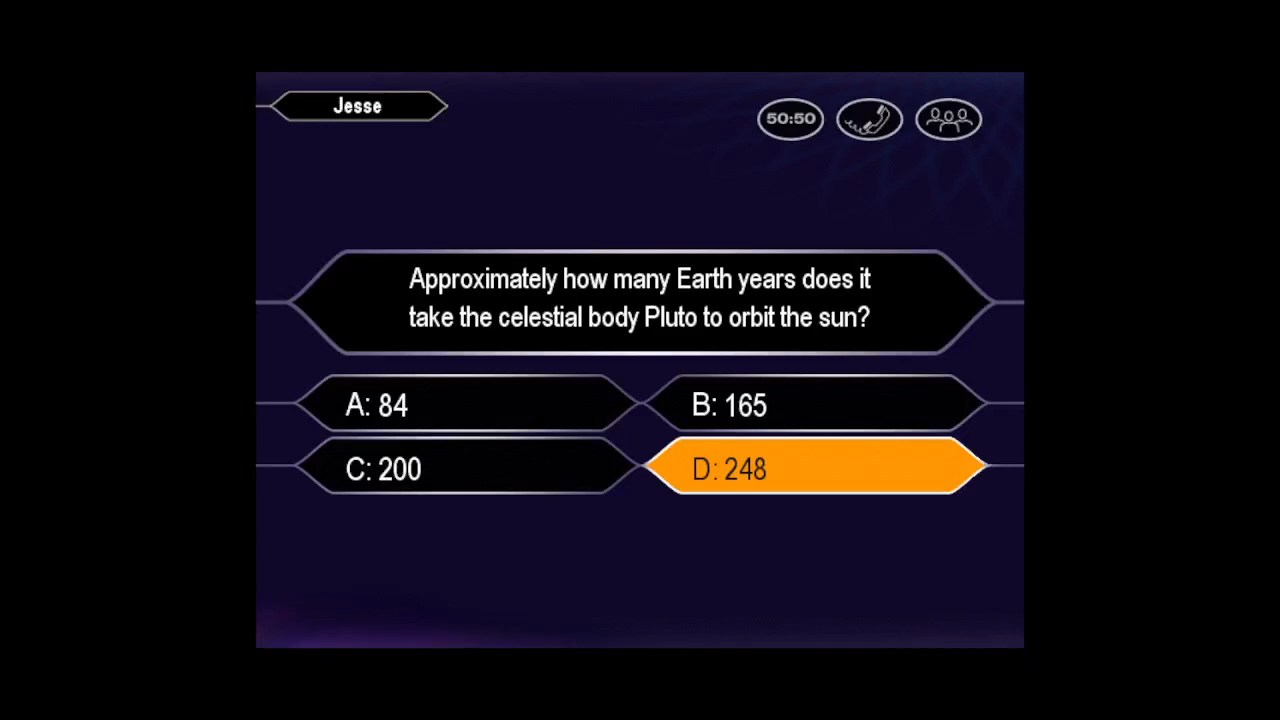 Jesse
50:50
Approximately how many Earth years does it
take the celestial body Pluto to orbit the sun?
A: 84
B: 165
C: 200
D: 248